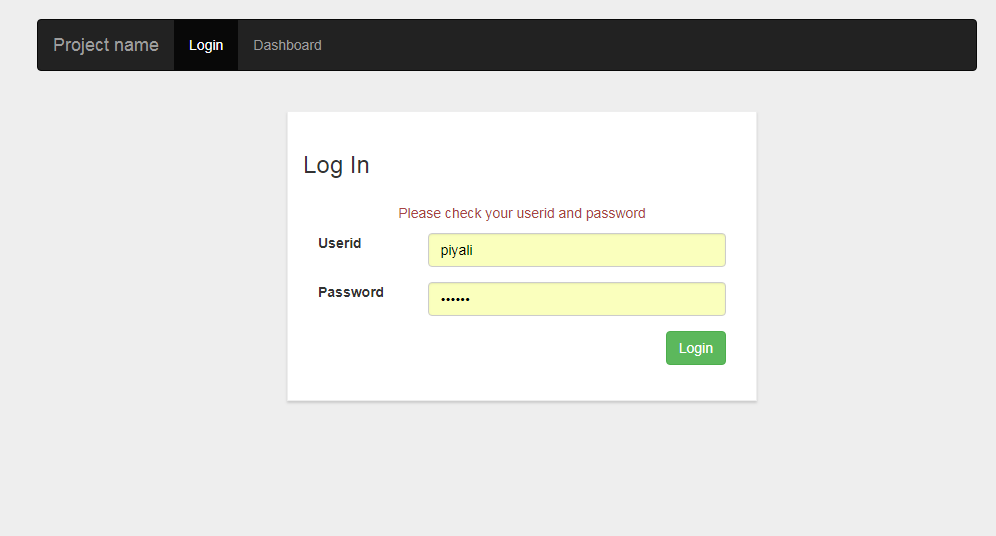 Project name Login Dashboard
Log In
Please check your userid and password
Userid piyali
Password ••••••
Login